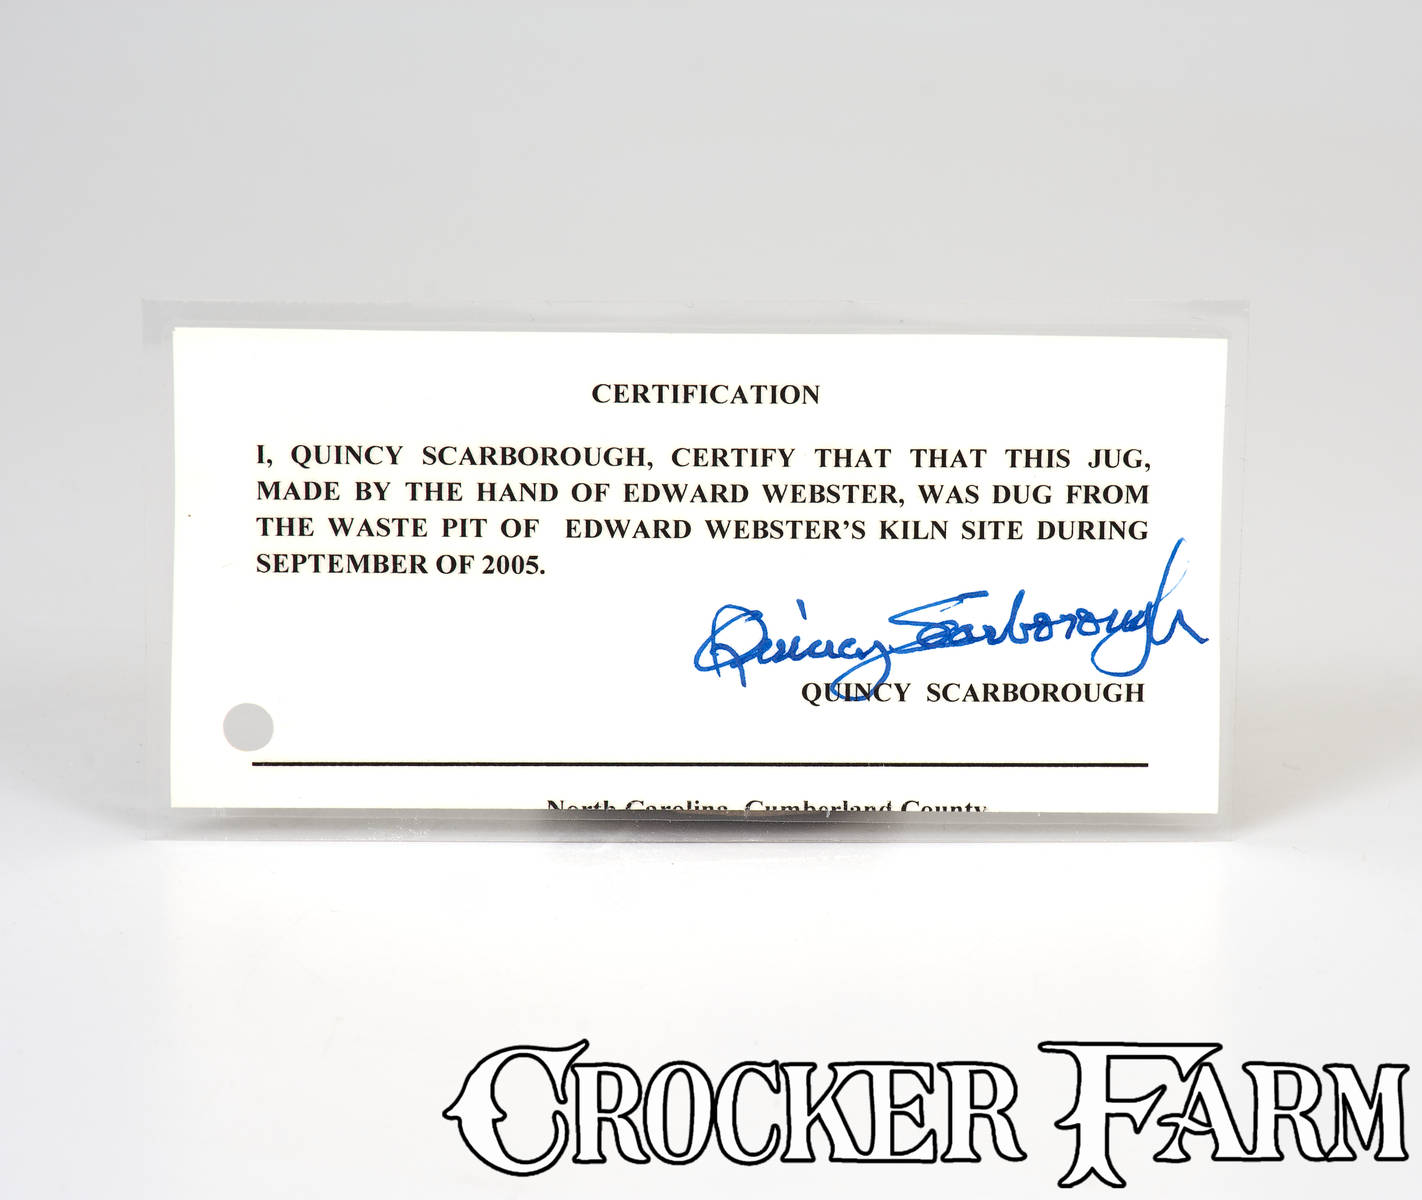 CERTIFICATION
I, QUINCY SCARBOROUGH, CERTIFY THAT THAT THIS JUG,
MADE BY THE HAND OF EDWARD WEBSTER, WAS DUG FROM
THE WASTE PIT OF EDWARD WEBSTER'S KILN SITE DURING
SEPTEMBER OF 2005.
Quincy Scarborough
QUINCY SCARBOROUGH
North Carolina, Cumberland County
CROCKER FARM